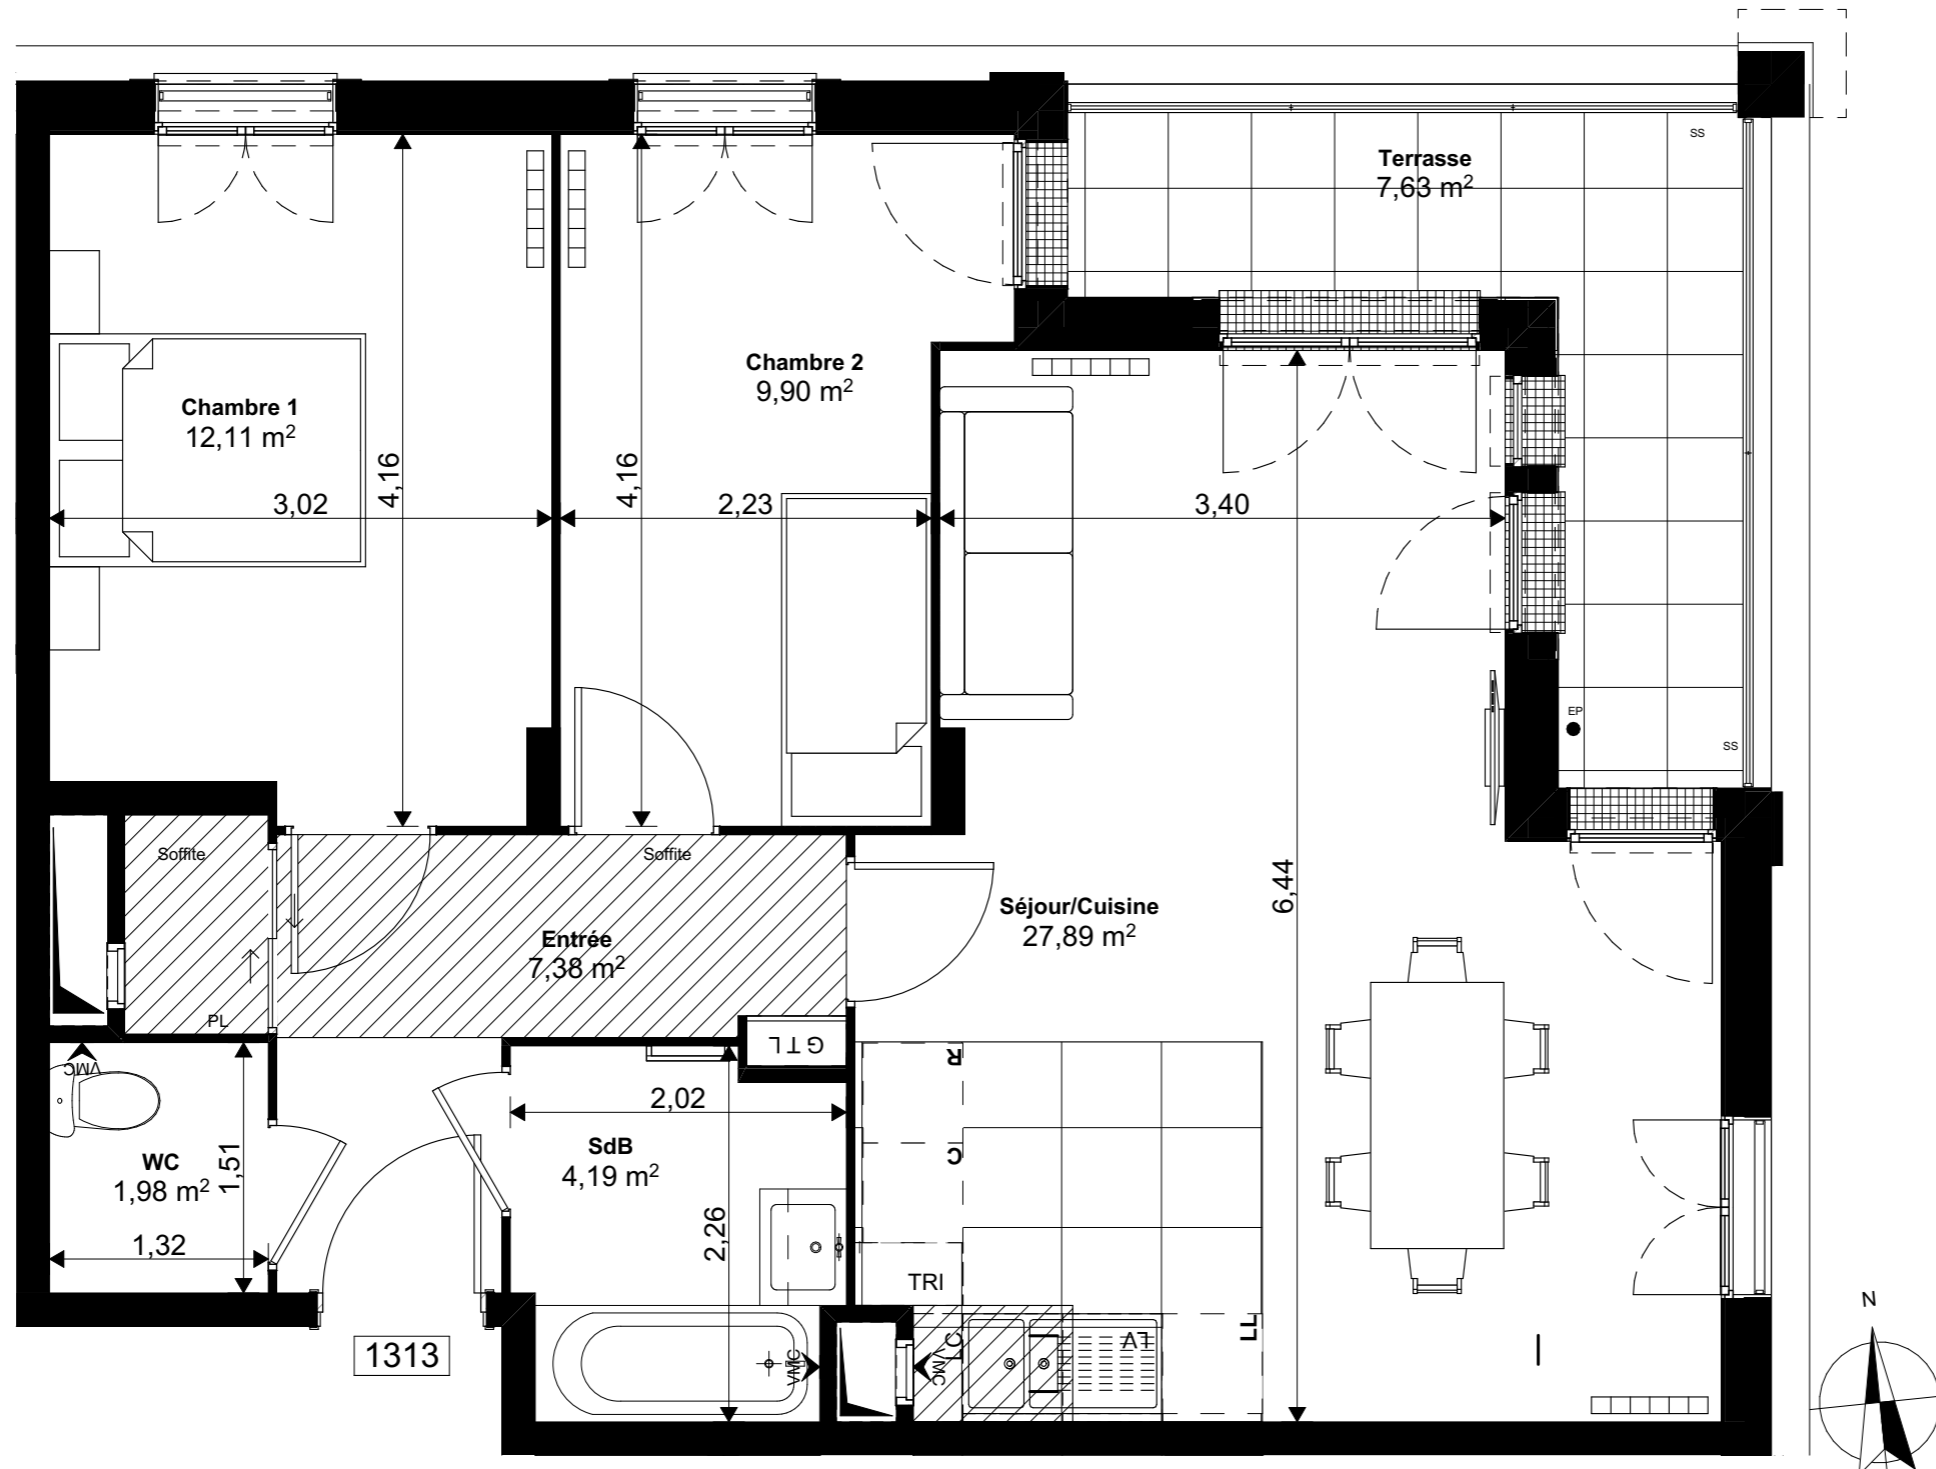 SS
Terrasse
7,63 m²
Chambre 2
9,90 m²
Chambre 1
12,11 m²
4,16
4,16
3,02
2,23
3,40
EP
SS
Soffite
Soffite
6,44
Séjour/Cuisine
27,89 m²
Entrée
7,38 m²
PL
GTL
R
VMC
2,02
SdB
4,19 m²
C
WC
1,98 m²
1,51
2,26
1,32
TRI
N
LL
LV
LC
VMC
VMC
1313